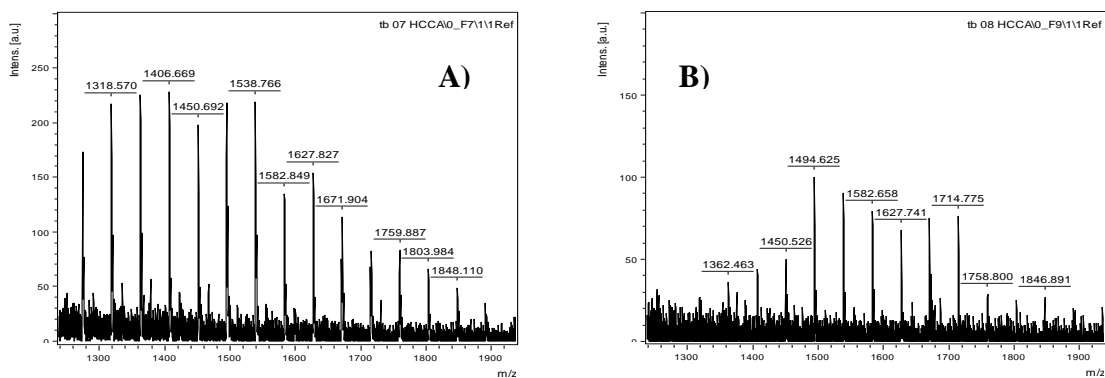 tb 07 HCCA\0_F7\1\1Ref
Intens. [a.u.]
A)
1318.570
1406.669
1450.692
1538.766
1582.849
1627.827
1671.904
1759.887
1803.984
1848.110
250
200
150
100
50
0
1300 1400 1500 1600 1700 1800 1900
m/z
tb 08 HCCA\0_F9\1\1Ref
Intens. [a.u.]
B)
1362.463
1450.526
1494.625
1582.658
1627.741
1714.775
1758.800
1846.891
150
100
50
0
1300 1400 1500 1600 1700 1800 1900
m/z